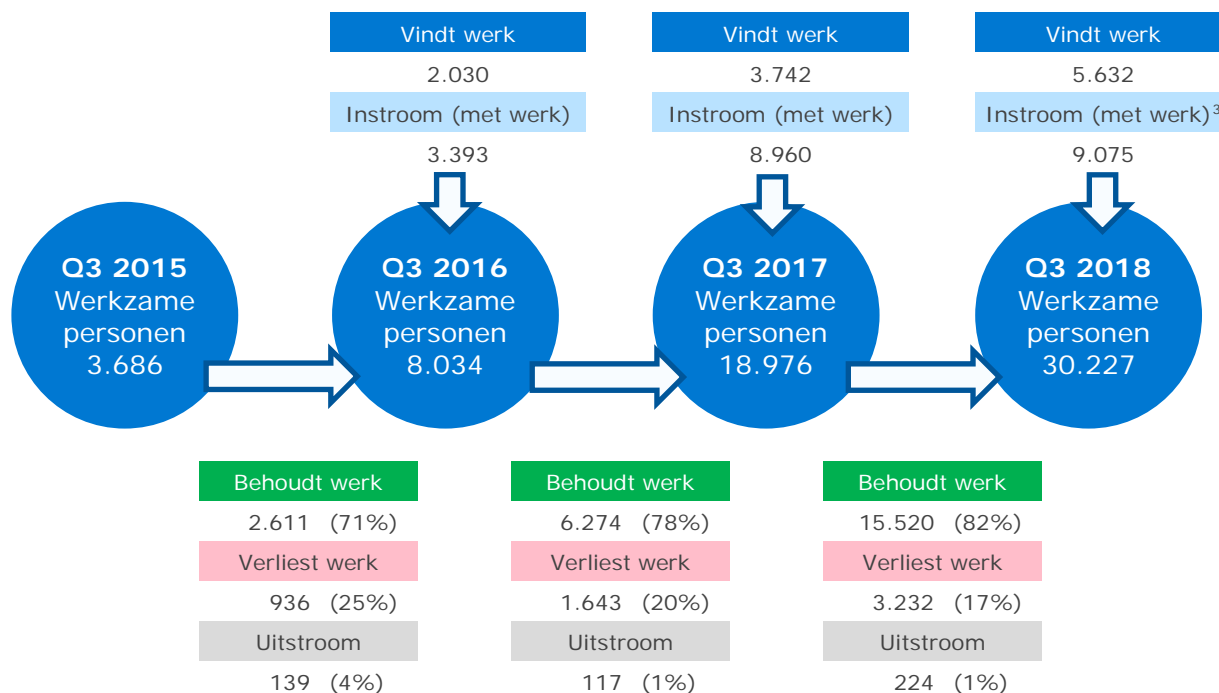 Vindt werk
2.030
Instroom (met werk)
3.393
Vindt werk
3.742
Instroom (met werk)
8.960
Vindt werk
5.632
Instroom (met werk)³
9.075
Q3 2015
Werkzame
personen
3.686
Q3 2016
Werkzame
personen
8.034
Q3 2017
Werkzame
personen
18.976
Q3 2018
Werkzame
personen
30.227
Behoudt werk
2.611 (71%)
Verliest werk
936 (25%)
Uitstroom
139 (4%)
Behoudt werk
6.274 (78%)
Verliest werk
1.643 (20%)
Uitstroom
117 (1%)
Behoudt werk
15.520 (82%)
Verliest werk
3.232 (17%)
Uitstroom
224 (1%)